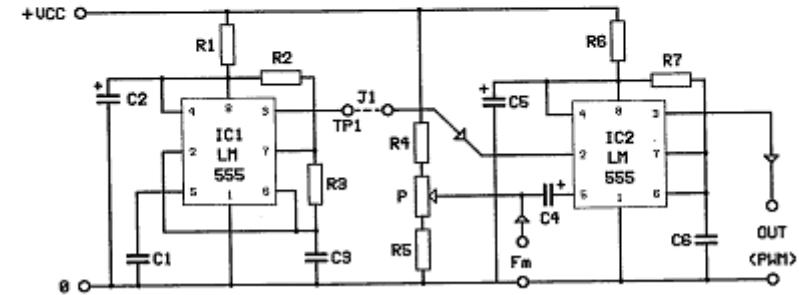 +VCC
R1
R2
R6
R7
+
C2
J1
TP1
+
C5
4
8
3
2
7
5
1
6
IC1
LM
555
R3
R4
P
R5
4
8
3
2
7
5
1
6
IC2
LM
555
+
C4
C1
C3
Fm
C6
OUT
(PWM)
0